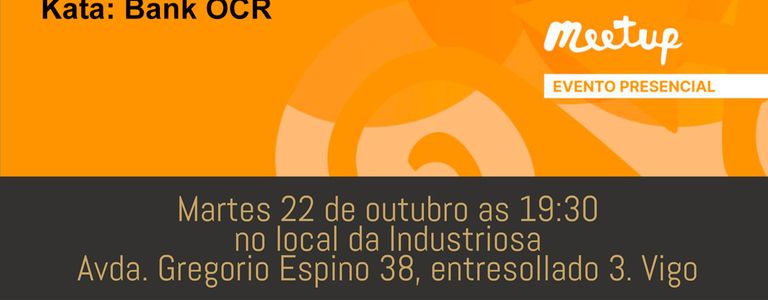 Kata: Bank OCR
Meetup
EVENTO PRESENCIAL
Martes 22 de outubro as 19:30
no local da Industriosa
Avda. Gregorio Espino 38, entresollado 3. Vigo